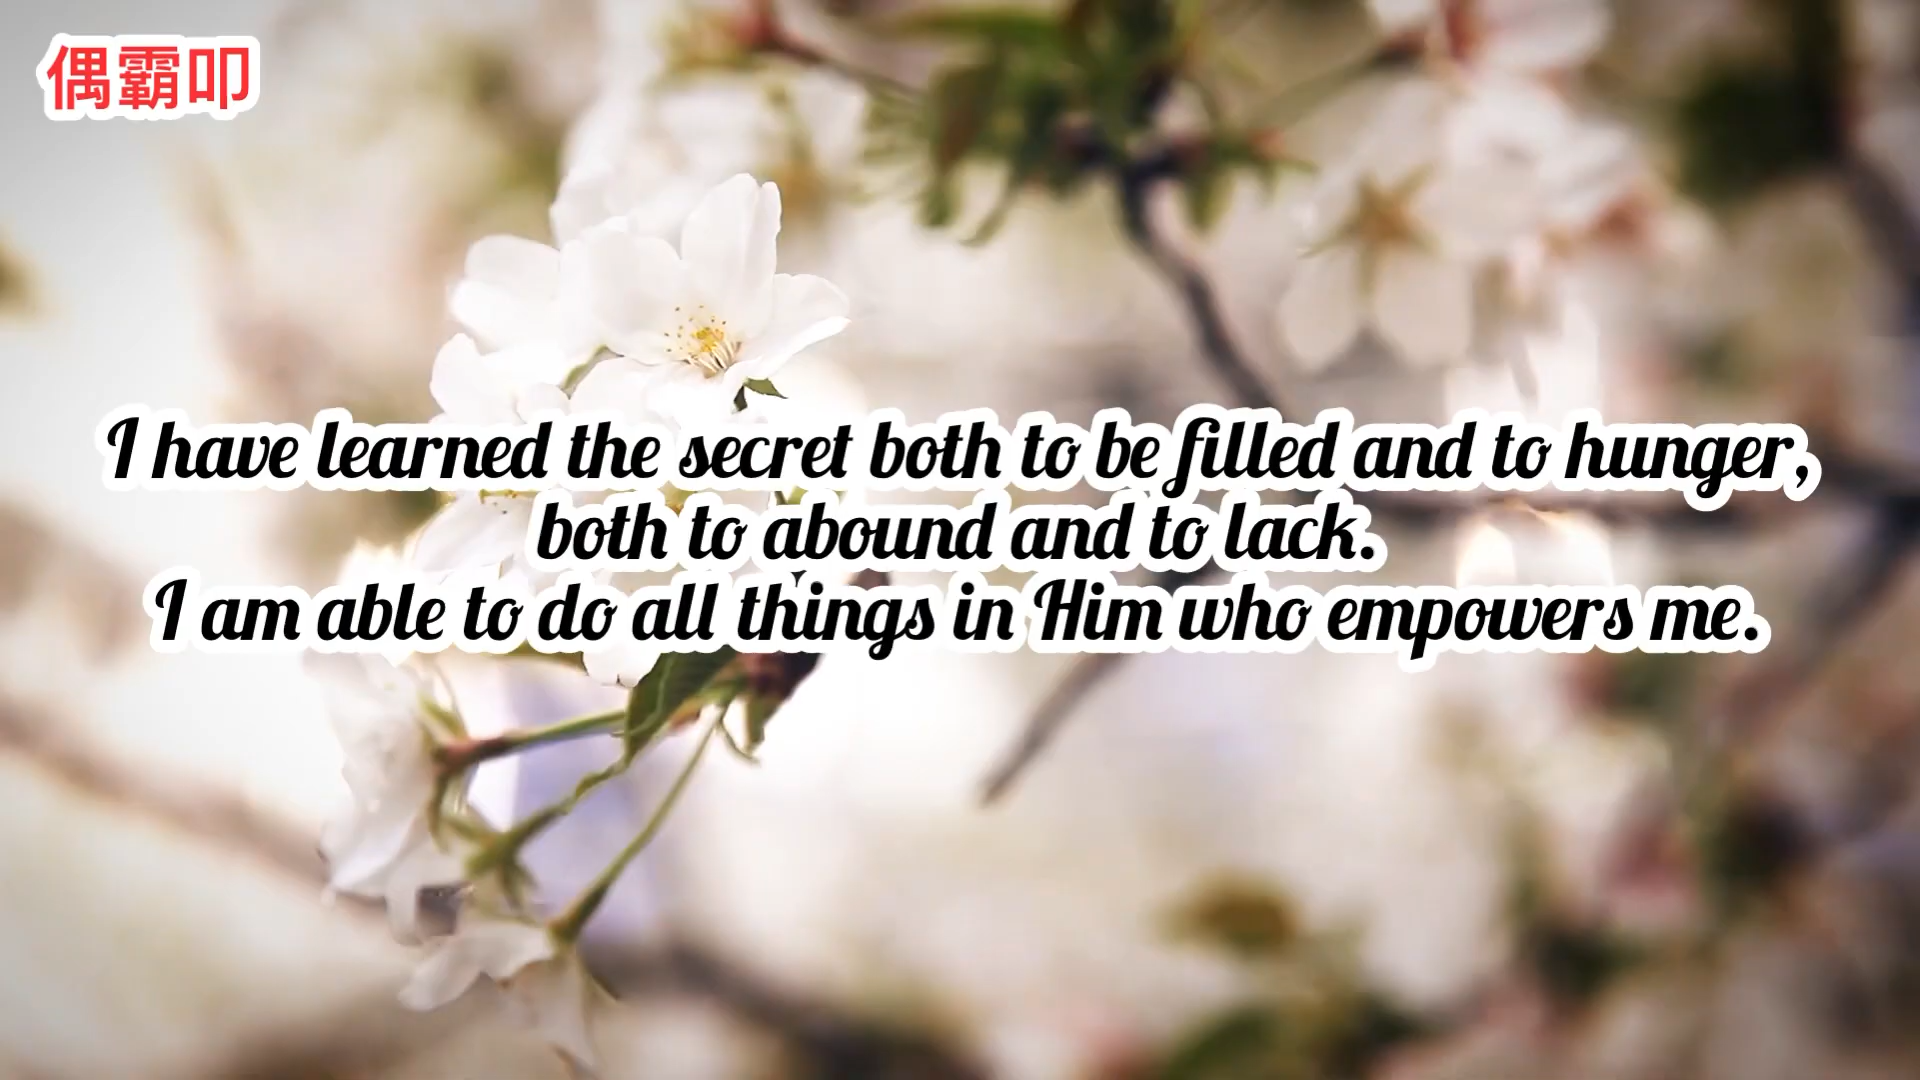 偶霸叩
I have learned the secret both to be filled and to hunger,
both to abound and to lack.
I am able to do all things in Him who empowers me.